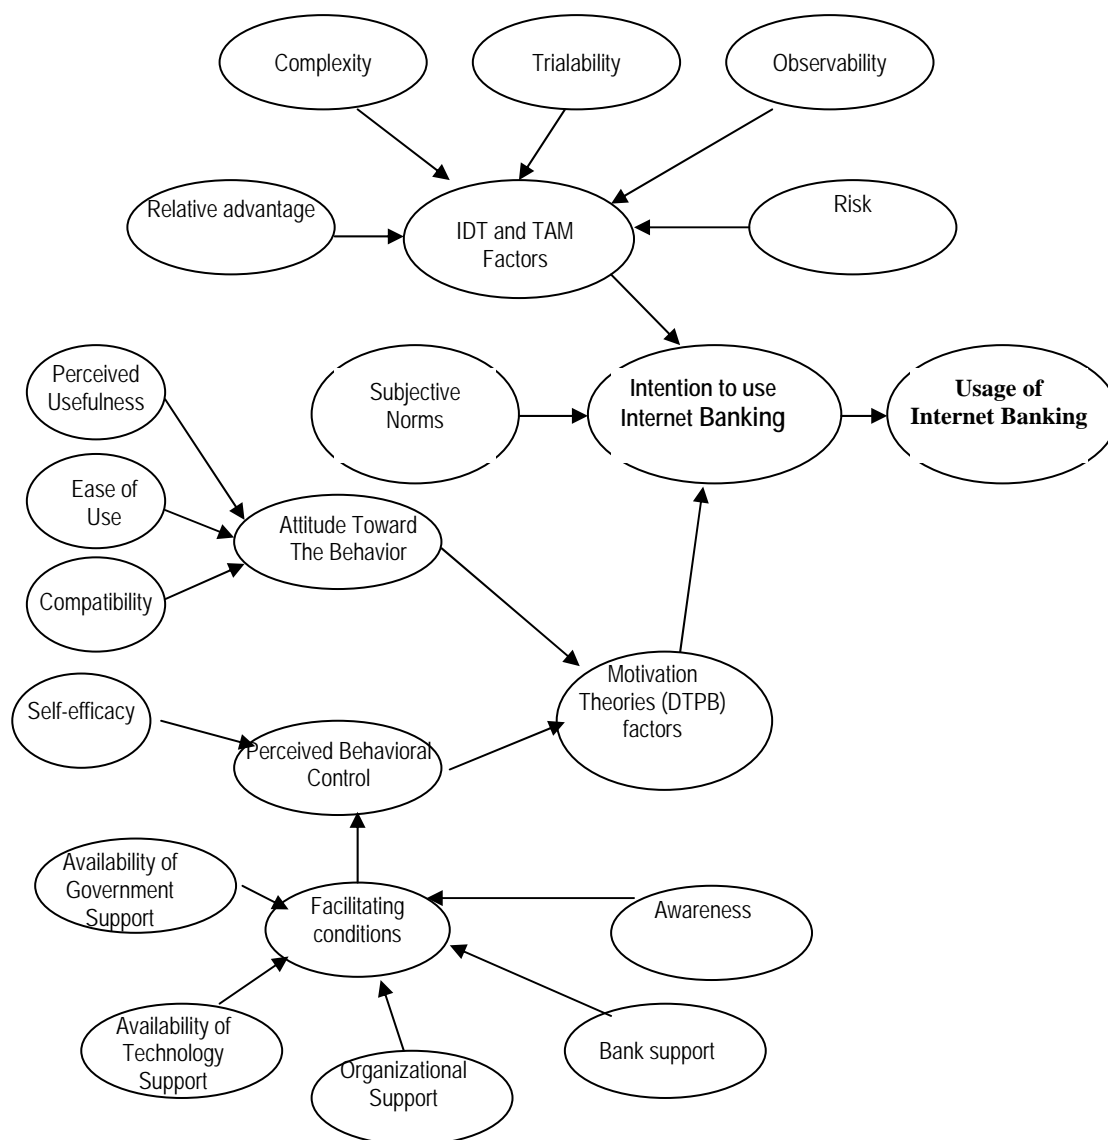 Complexity
Trialability
Observability
Relative advantage
Risk
IDT and TAM
Factors
Perceived
Usefulness
Subjective
Norms
Intention to use
Internet Banking
Usage of
Internet Banking
Ease of
Use
Attitude Toward
The Behavior
Compatibility
Motivation
Theories (DTPB)
factors
Self-efficacy
Perceived Behavioral
Control
Availability of
Government
Support
Facilitating
conditions
Awareness
Availability of
Technology
Support
Organizational
Support
Bank support